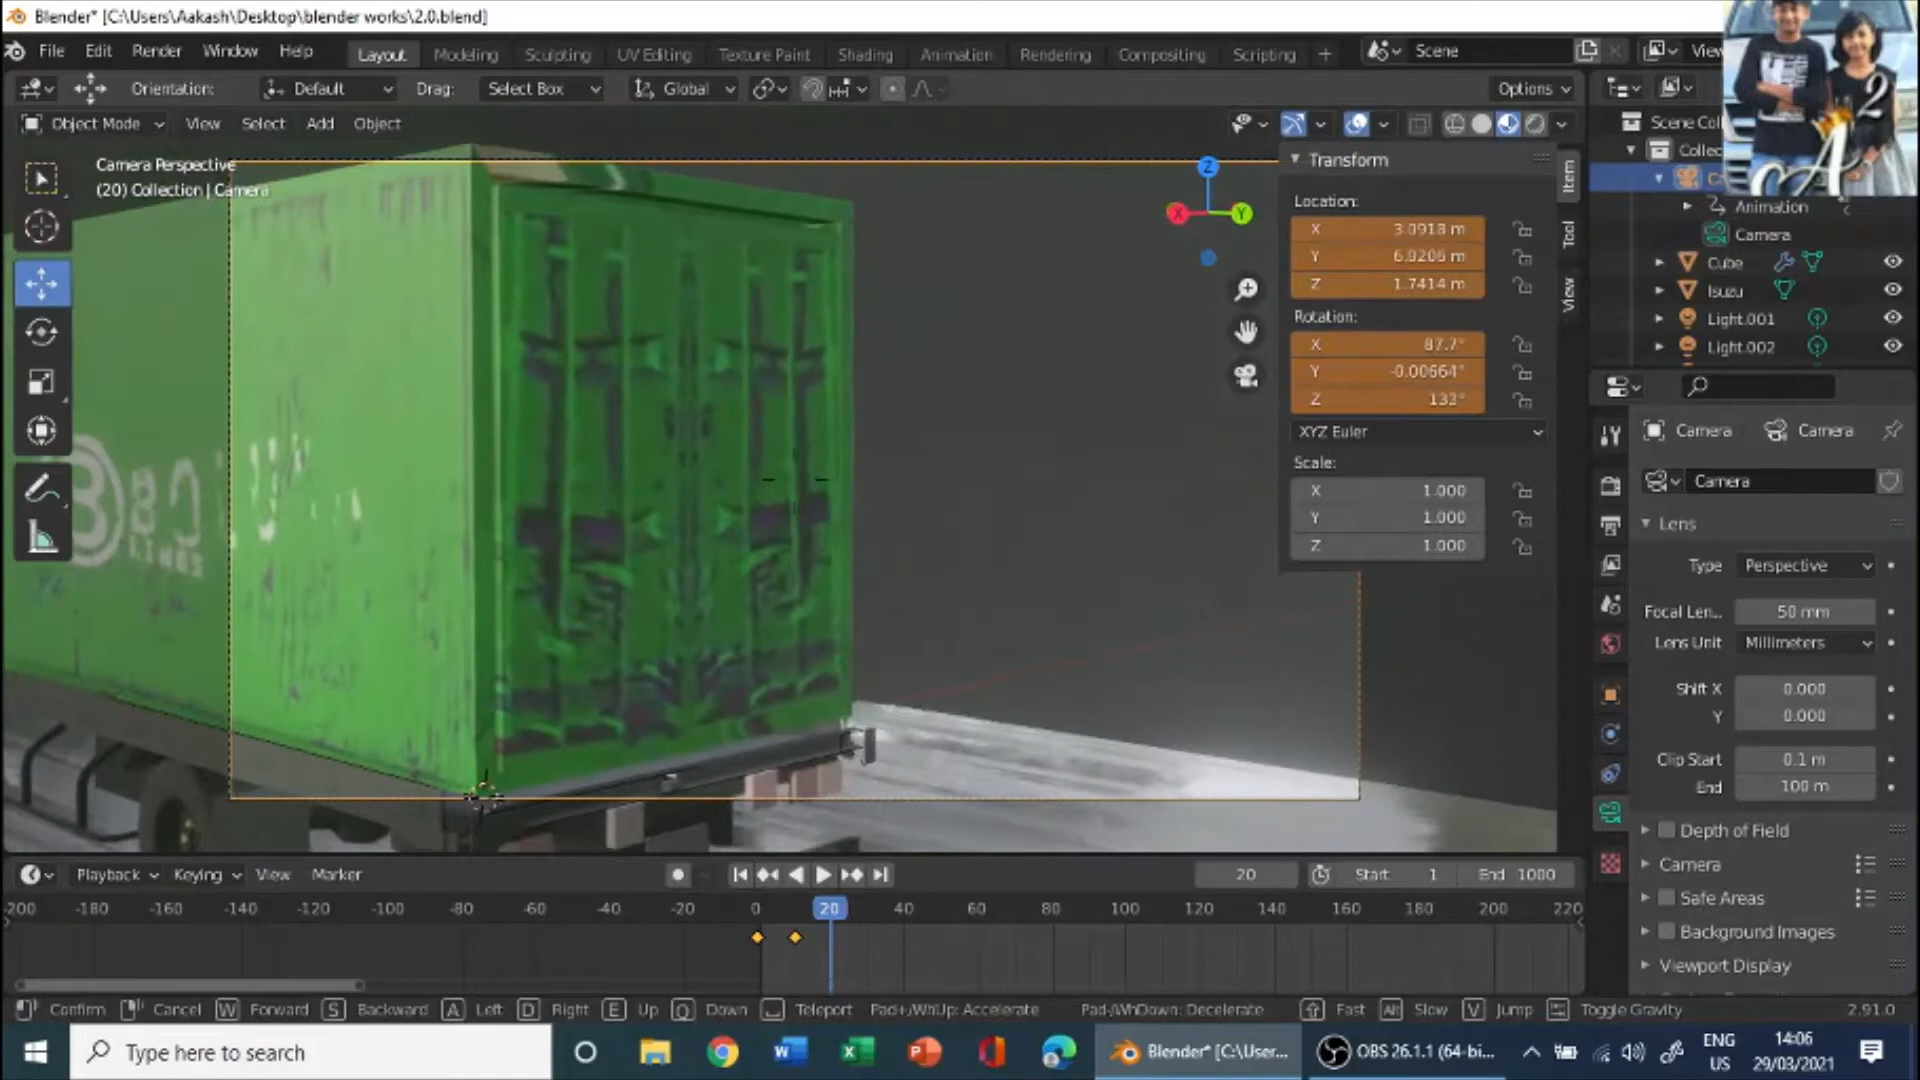 Blender* [C:\Users\Aakash\Desktop\blender works\2.0.blend]
File Edit Render Window Help
Layout Modeling Sculpting UV Editing Texture Paint Shading Animation Rendering Compositing Scripting +
Scene
Orientation: Default Drag: Select Box Global Options
Object Mode View Select Add Object
Camera Perspective
(20) Collection | Camera
Z
X
Y
Transform
Location:
X 3.0918 m
Y 6.9206 m
Z 1.7414 m
Rotation:
X 87.7°
Y -0.00664°
Z 133°
XYZ Euler
Scale:
X 1.000
Y 1.000
Z 1.000
Item
Tool
View
A2
Animation
Camera
Cube
Isuzu
Light.001
Light.002
Camera Camera
Camera
Lens
Type Perspective
Focal Len.. 50 mm
Lens Unit Millimeters
Shift X 0.000
Y 0.000
Clip Start 0.1 m
End 100 m
Depth of Field
Camera
Safe Areas
Background Images
Viewport Display
LINES
Playback Keying View Marker
20 Start 1 End 1000
-200 -180 -160 -140 -120 -100 -80 -60 -40 -20 0 20 40 60 80 100 120 140 160 180 200 220
Confirm Cancel W Forward S Backward A Left D Right E Up Q Down Teleport Pad+/WhUp: Accelerate Pad-/WhDown: Decelerate Fast Alt Slow V Jump Toggle Gravity 2.91.0
Type here to search
Blender* [C:\User...
OBS 26.1.1 (64-bi...
ENG
US
14:06
29/03/2021